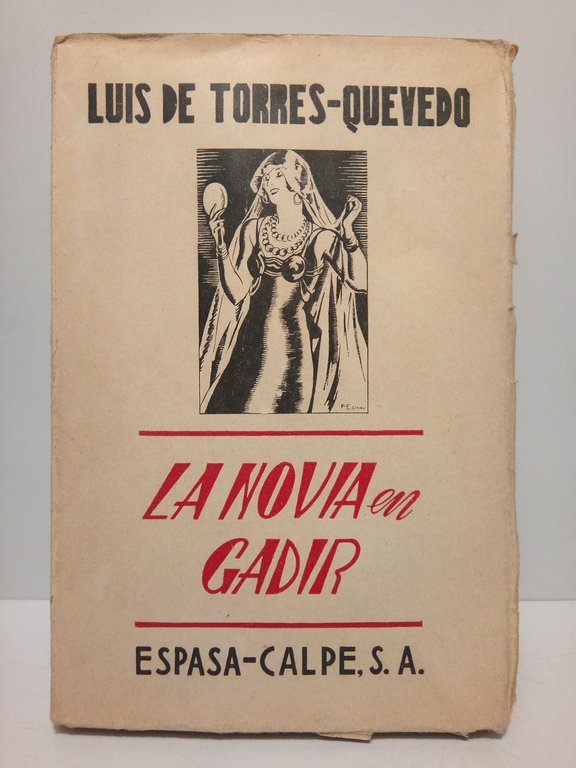 LUIS DE TORRES-QUEVEDO
LA NOVIA en
GADIR
ESPASA-CALPE, S. A.